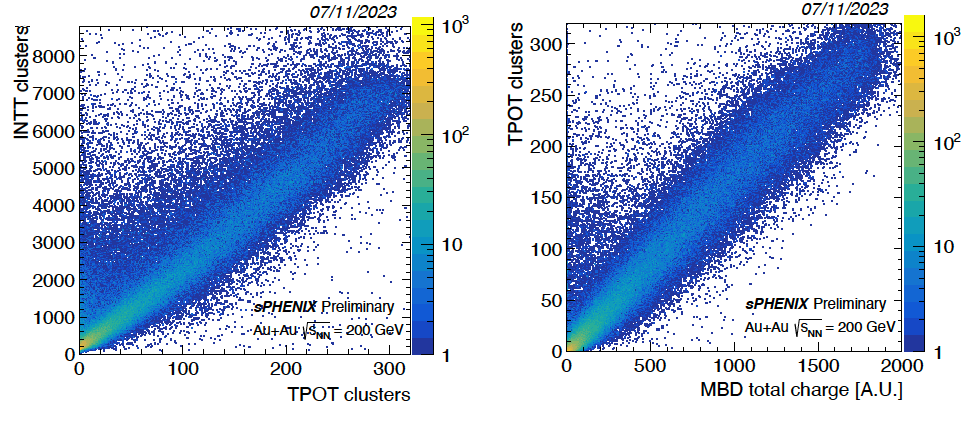 07/11/2023
INTT clusters
8000
7000
6000
5000
4000
3000
2000
1000
0
0 100 200 300
TPOT clusters
10³
10²
10
1
sPHENIX Preliminary
Au+Au √sNN = 200 GeV
07/11/2023
TPOT clusters
300
250
200
150
100
50
0
0 500 1000 1500 2000
MBD total charge [A.U.]
10³
10²
10
1
sPHENIX Preliminary
Au+Au √sNN = 200 GeV